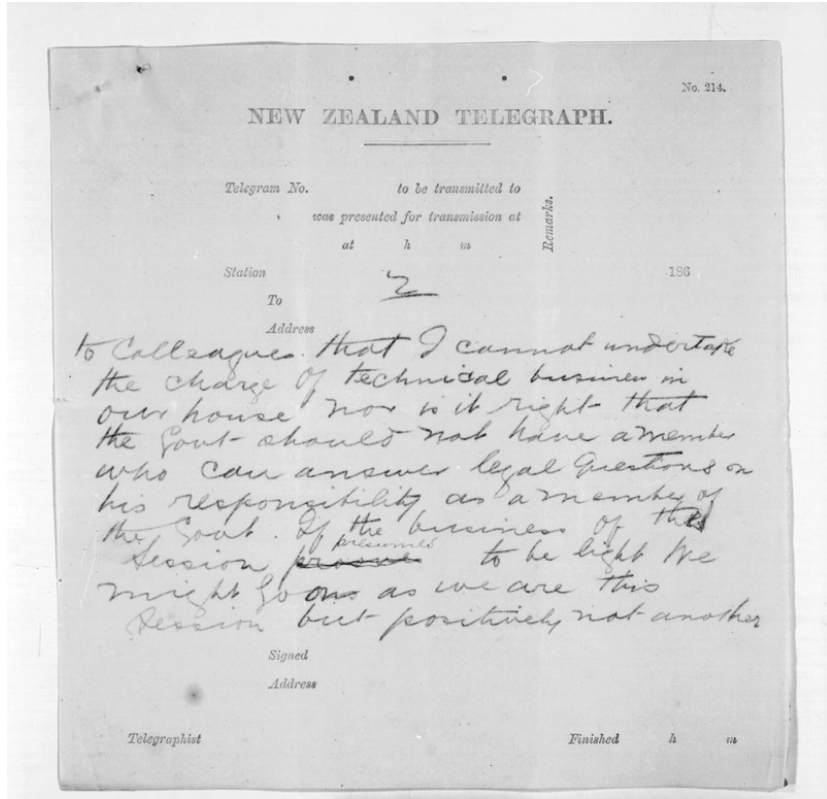 No. 214.
NEW ZEALAND TELEGRAPH.
Telegram No. to be transmitted to
was presented for transmission at
at h m
Remarks.
Station 186
2
To
Address
to Colleagues that I cannot undertake
the charge of technical business in
our house nor is it right that
the Govt should not have a member
who can answer legal questions on
his responsibility as a member of
the Govt. If the business of the
presumed
Session to be light we
might go on as we are this
Session but positively not another
Signed
Address
Telegraphist Finished h m